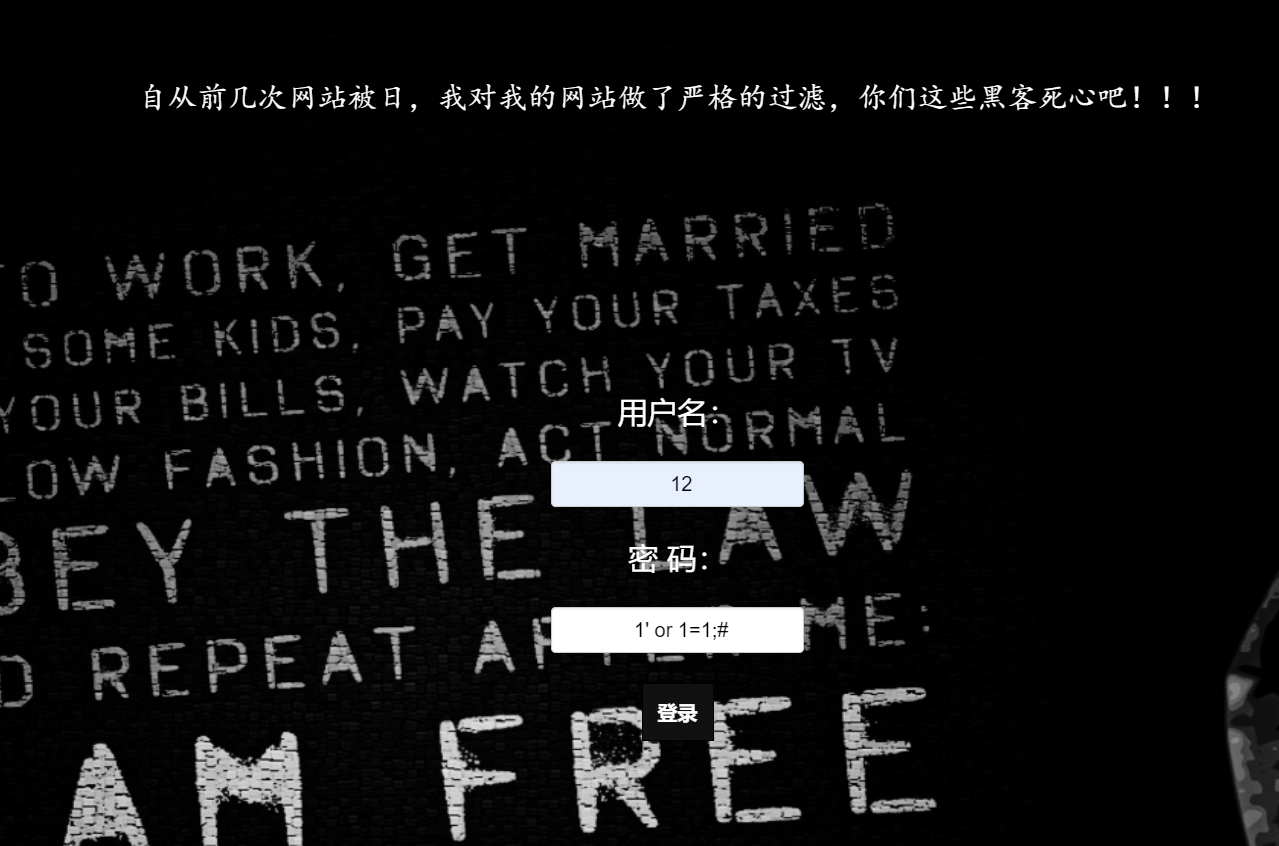 自从前几次网站被日，我对我的网站做了严格的过滤，你们这些黑客死心吧！！！
TO WORK, GET MARRIED
SOME KIDS, PAY YOUR TAXES
YOUR BILLS, WATCH YOUR TV
LOW FASHION, ACT NORMAL
BEY THE LAW
D REPEAT AFTER ME:
AM FREE
用户名：
12
密 码：
1' or 1=1;#
登录